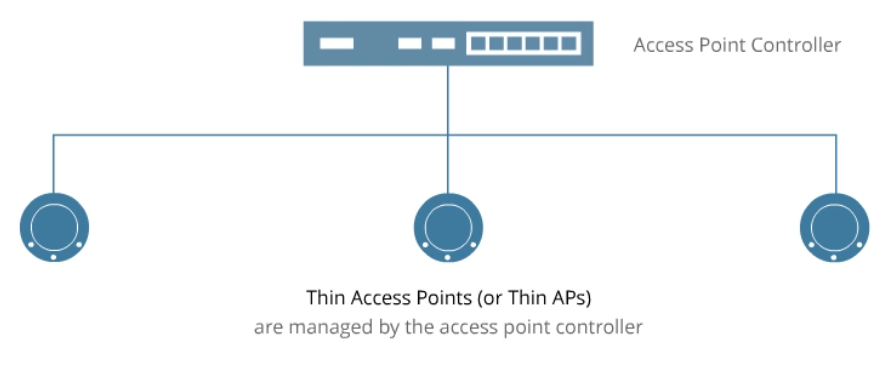 Access Point Controller
Thin Access Points (or Thin APs)
are managed by the access point controller